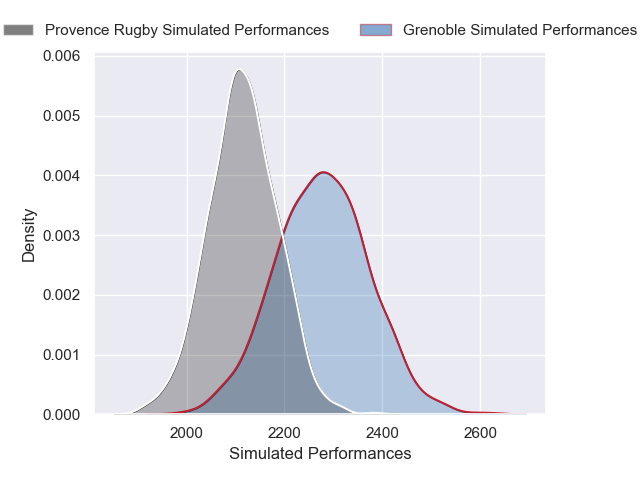 Provence Rugby Simulated Performances
Grenoble Simulated Performances
0.006
0.005
0.004
0.003
0.002
0.001
0.000
Density
2000
2200
2400
2600
Simulated Performances